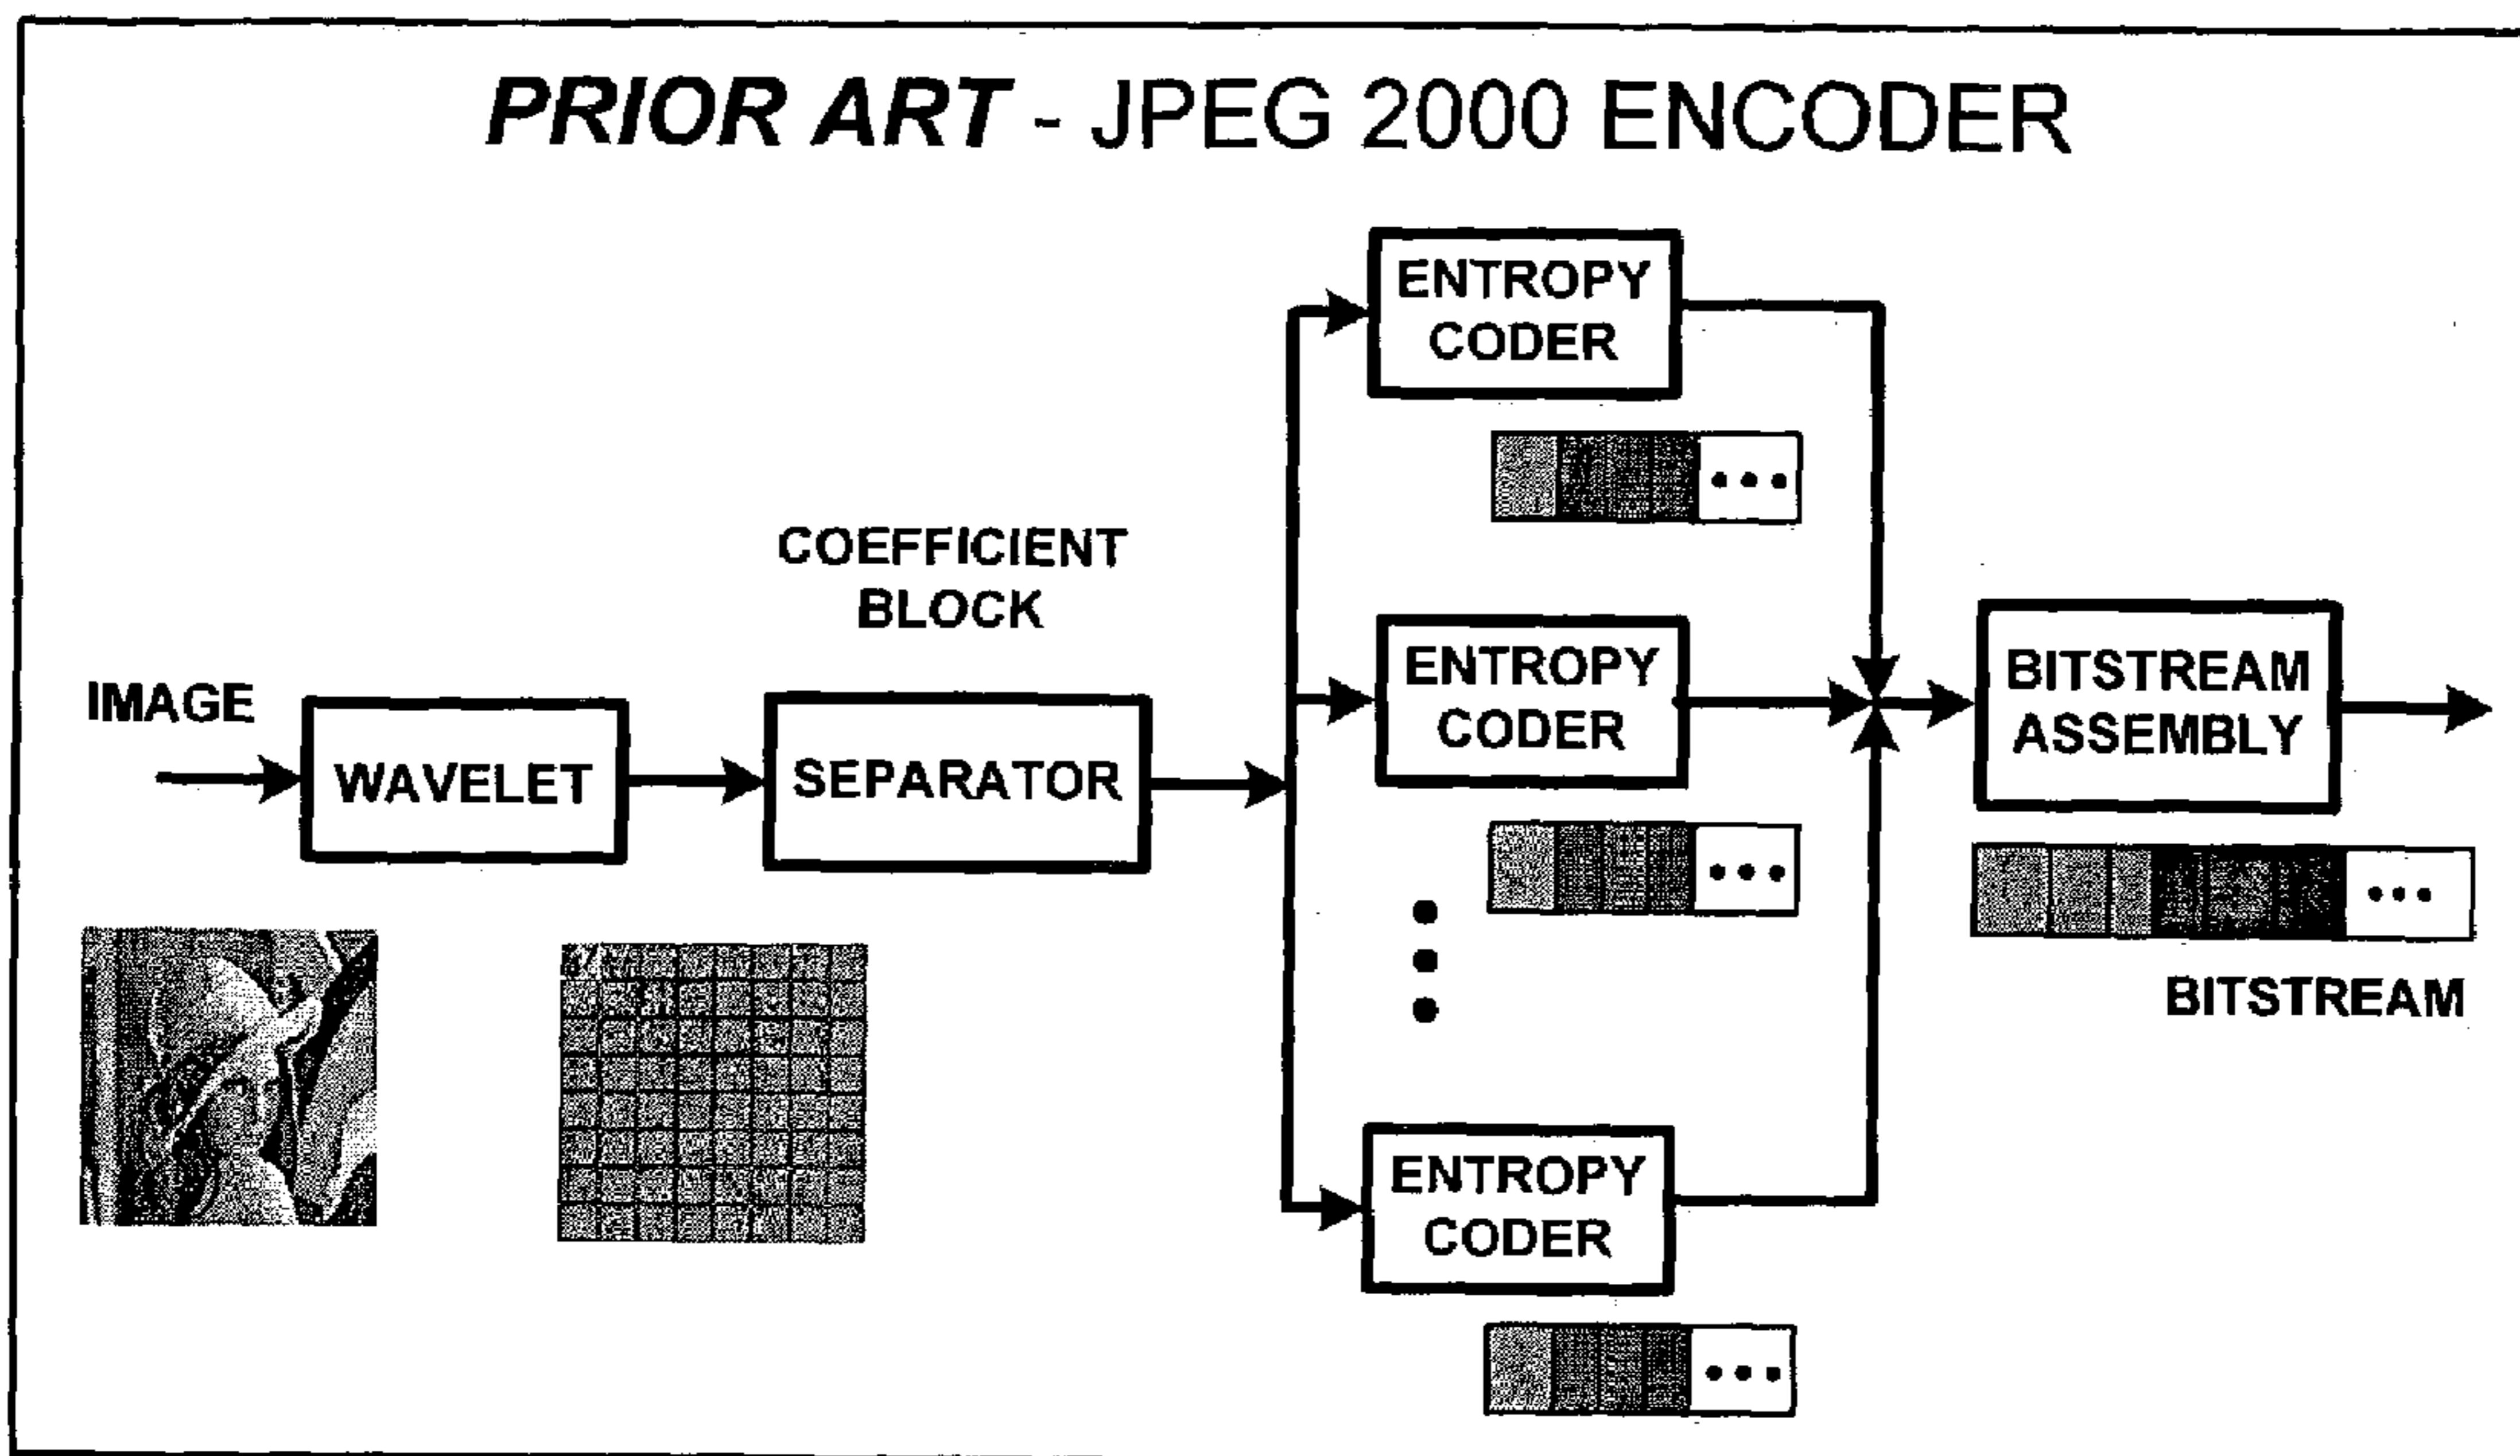 PRIOR ART - JPEG 2000 ENCODER
ENTROPY
CODER
COEFFICIENT
BLOCK
IMAGE
WAVELET
SEPARATOR
ENTROPY
CODER
BITSTREAM
ASSEMBLY
BITSTREAM
ENTROPY
CODER